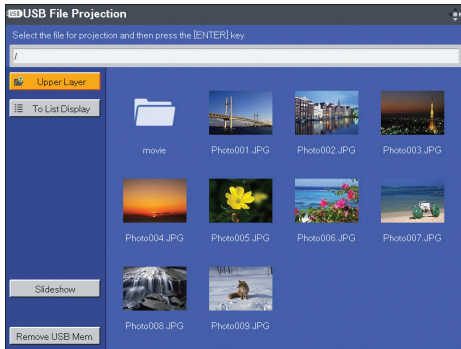 USB USB File Projection
Select the file for projection and then press the [ENTER] key.
/
Upper Layer
To List Display
movie
Photo001.JPG
Photo002.JPG
Photo003.JPG
Photo004.JPG
Photo005.JPG
Photo006.JPG
Photo007.JPG
Slideshow
Photo008.JPG
Photo009.JPG
Remove USB Mem.